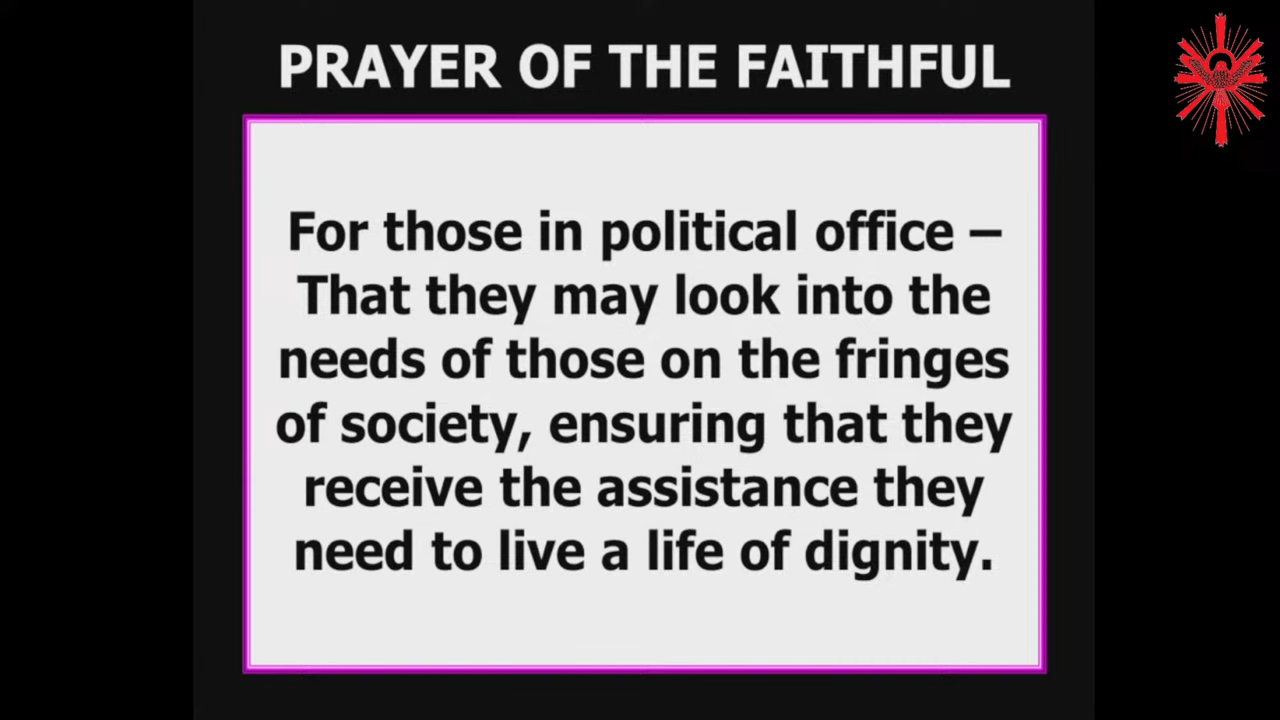 PRAYER OF THE FAITHFUL
For those in political office –
That they may look into the
needs of those on the fringes
of society, ensuring that they
receive the assistance they
need to live a life of dignity.